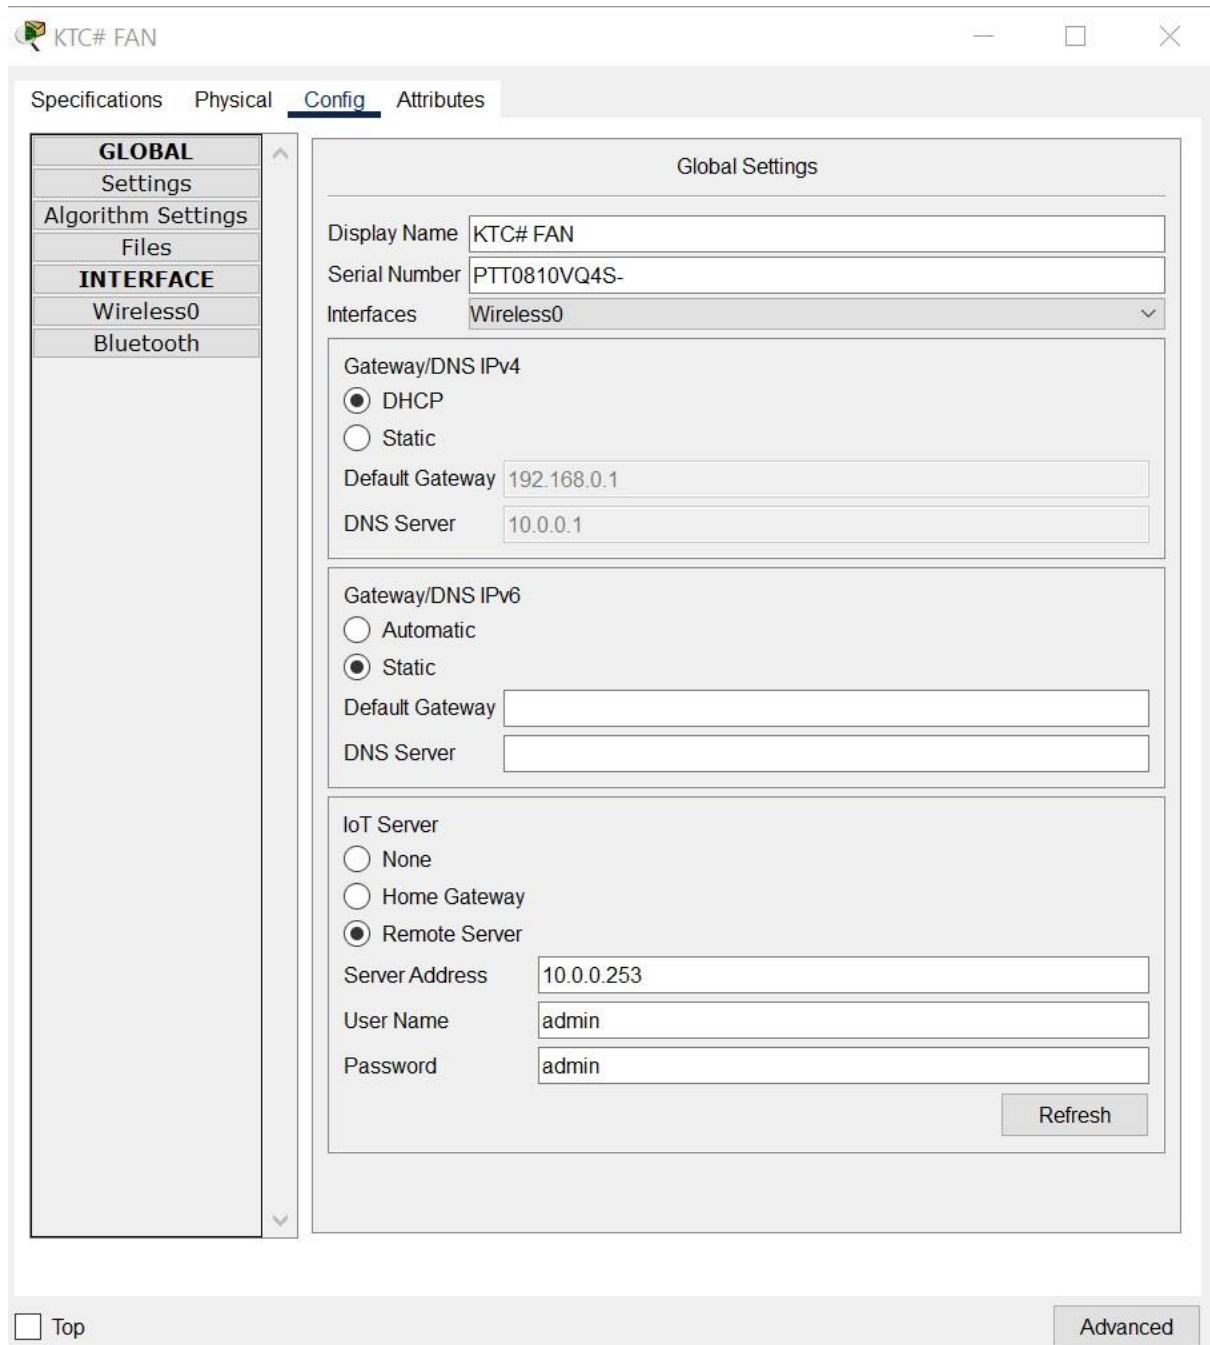 KTC# FAN
Specifications Physical Config Attributes
GLOBAL
Settings
Algorithm Settings
Files
INTERFACE
Wireless0
Bluetooth
Global Settings
Display Name KTC# FAN
Serial Number PTT0810VQ4S-
Interfaces Wireless0
Gateway/DNS IPv4
DHCP
Static
Default Gateway 192.168.0.1
DNS Server 10.0.0.1
Gateway/DNS IPv6
Automatic
Static
Default Gateway
DNS Server
IoT Server
None
Home Gateway
Remote Server
Server Address 10.0.0.253
User Name admin
Password admin
Refresh
Top Advanced